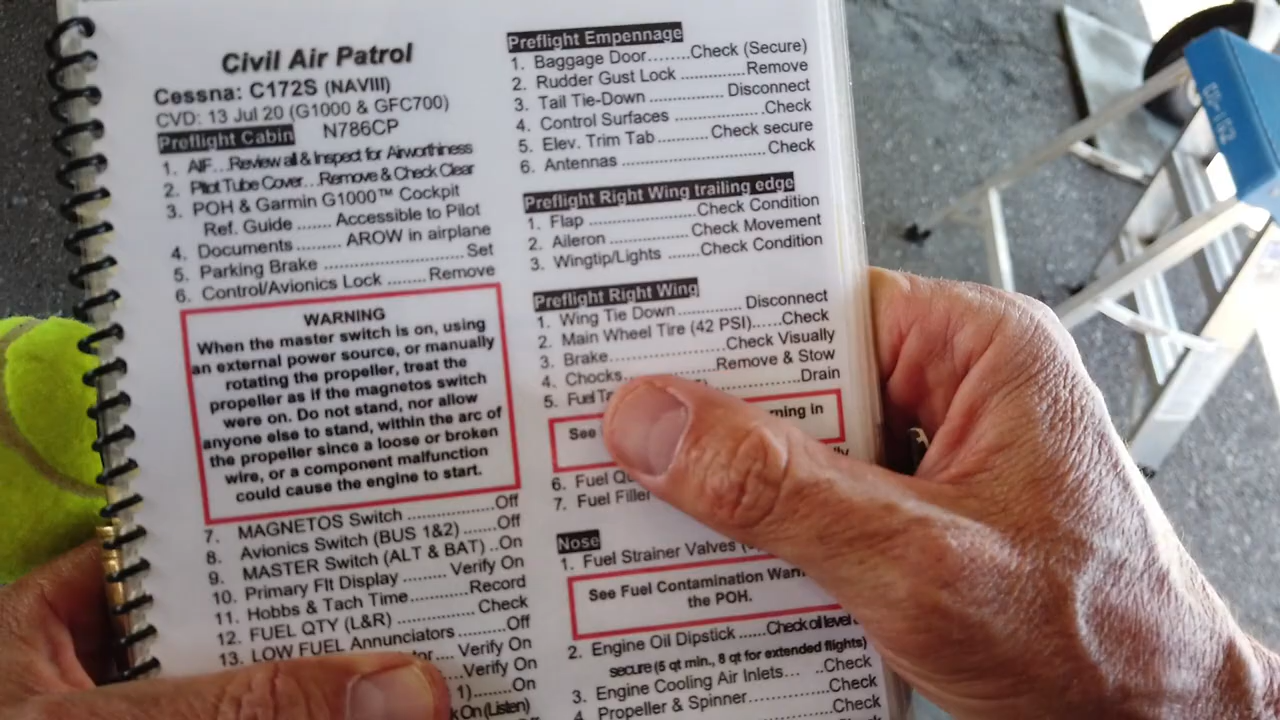 Civil Air Patrol
Cessna: C172S (NAVIII)
CVD: 13 Jul 20 (G1000 & GFC700)
Preflight Cabin N786CP
1. AIF...Review all & Inspect for Airworthiness
2. Pitot Tube Cover...Remove & Check Clear
3. POH & Garmin G1000™ Cockpit
Ref. Guide ....... Accessible to Pilot
4. Documents ......... AROW in airplane
5. Parking Brake ............................ Set
6. Control/Avionics Lock ........ Remove
WARNING
When the master switch is on, using
an external power source, or manually
rotating the propeller, treat the
propeller as if the magnetos switch
were on. Do not stand, nor allow
anyone else to stand, within the arc of
the propeller since a loose or broken
wire, or a component malfunction
could cause the engine to start.
7. MAGNETOS Switch .......................Off
8. Avionics Switch (BUS 1&2) .......Off
9. MASTER Switch (ALT & BAT) ..On
10. Primary Flt Display ......... Verify On
11. Hobbs & Tach Time............Record
12. FUEL QTY (L&R) ................ Check
13. LOW FUEL Annunciators .........Off
Verify On
Verify On
1)........On
On (Listen)
Preflight Empennage
1. Baggage Door........Check (Secure)
2. Rudder Gust Lock ............Remove
3. Tail Tie-Down ............... Disconnect
4. Control Surfaces ....................Check
5. Elev. Trim Tab ........... Check secure
6. Antennas .............................. Check
Preflight Right Wing trailing edge
1. Flap ......................Check Condition
2. Aileron ................ Check Movement
3. Wingtip/Lights ......Check Condition
Preflight Right Wing
1. Wing Tie Down ............ Disconnect
2. Main Wheel Tire (42 PSI)......Check
3. Brake.......................Check Visually
4. Chocks...................Remove & Stow
5. Fuel Drain
See in
6. Fuel
7. Fuel Filler
Nose
1. Fuel Strainer Valves
See Fuel Contamination
the POH.
2. Engine Oil Dipstick ......Check oil level
secure (5 qt min., 8 qt for extended flights)
3. Engine Cooling Air Inlets... ..Check
4. Propeller & Spinner...............Check
Check